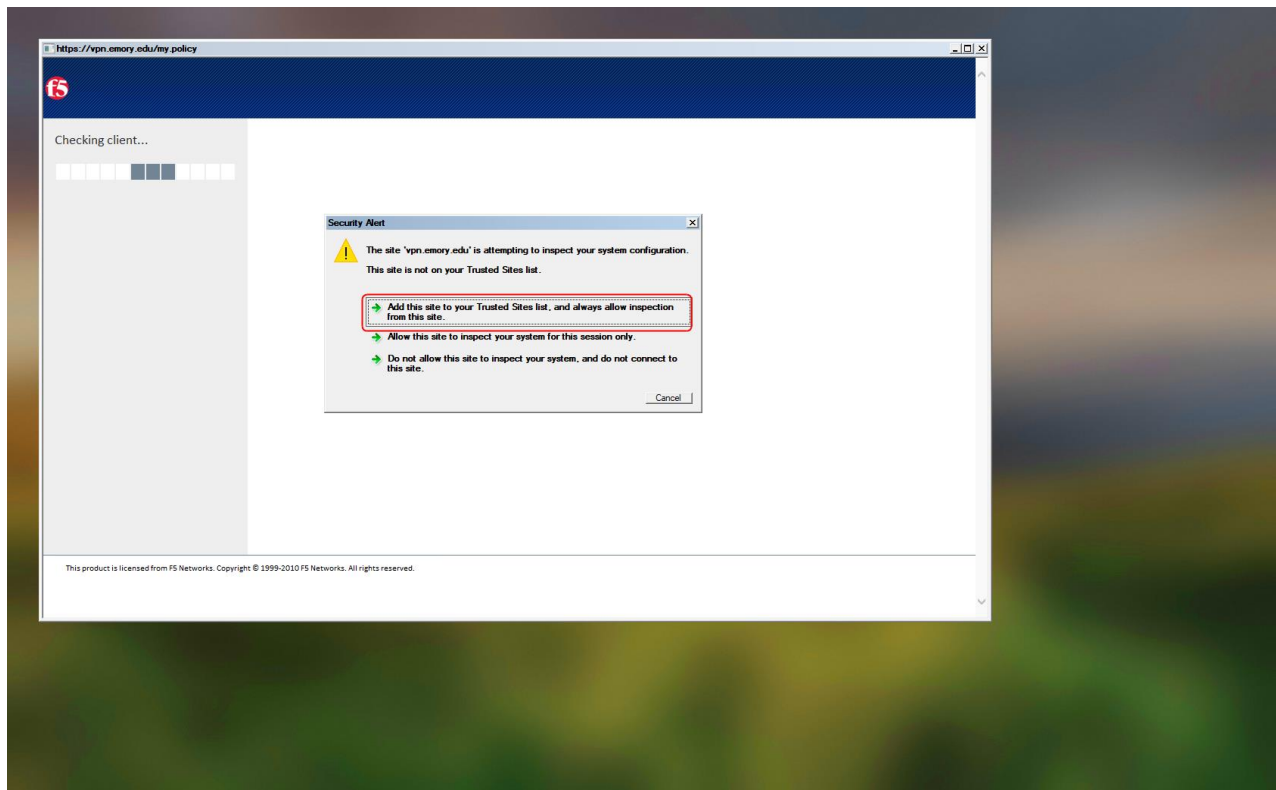 https://vpn.emory.edu/my.policy
f5
Checking client...
Security Alert
The site 'vpn.emory.edu' is attempting to inspect your system configuration.
This site is not on your Trusted Sites list.
Add this site to your Trusted Sites list, and always allow inspection
from this site.
Allow this site to inspect your system for this session only.
Do not allow this site to inspect your system, and do not connect to
this site.
Cancel
This product is licensed from F5 Networks. Copyright © 1999-2010 F5 Networks. All rights reserved.